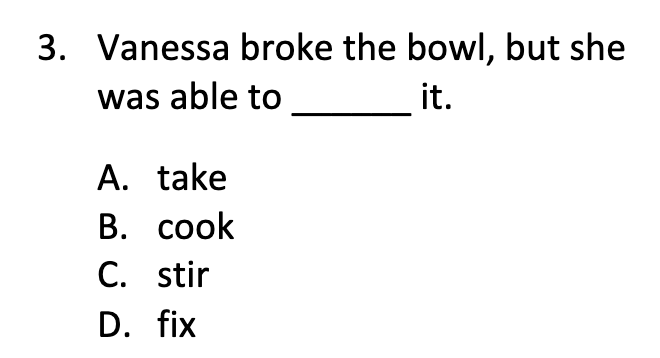 3. Vanessa broke the bowl, but she
was able to ______ it.
A. take
B. cook
C. stir
D. fix